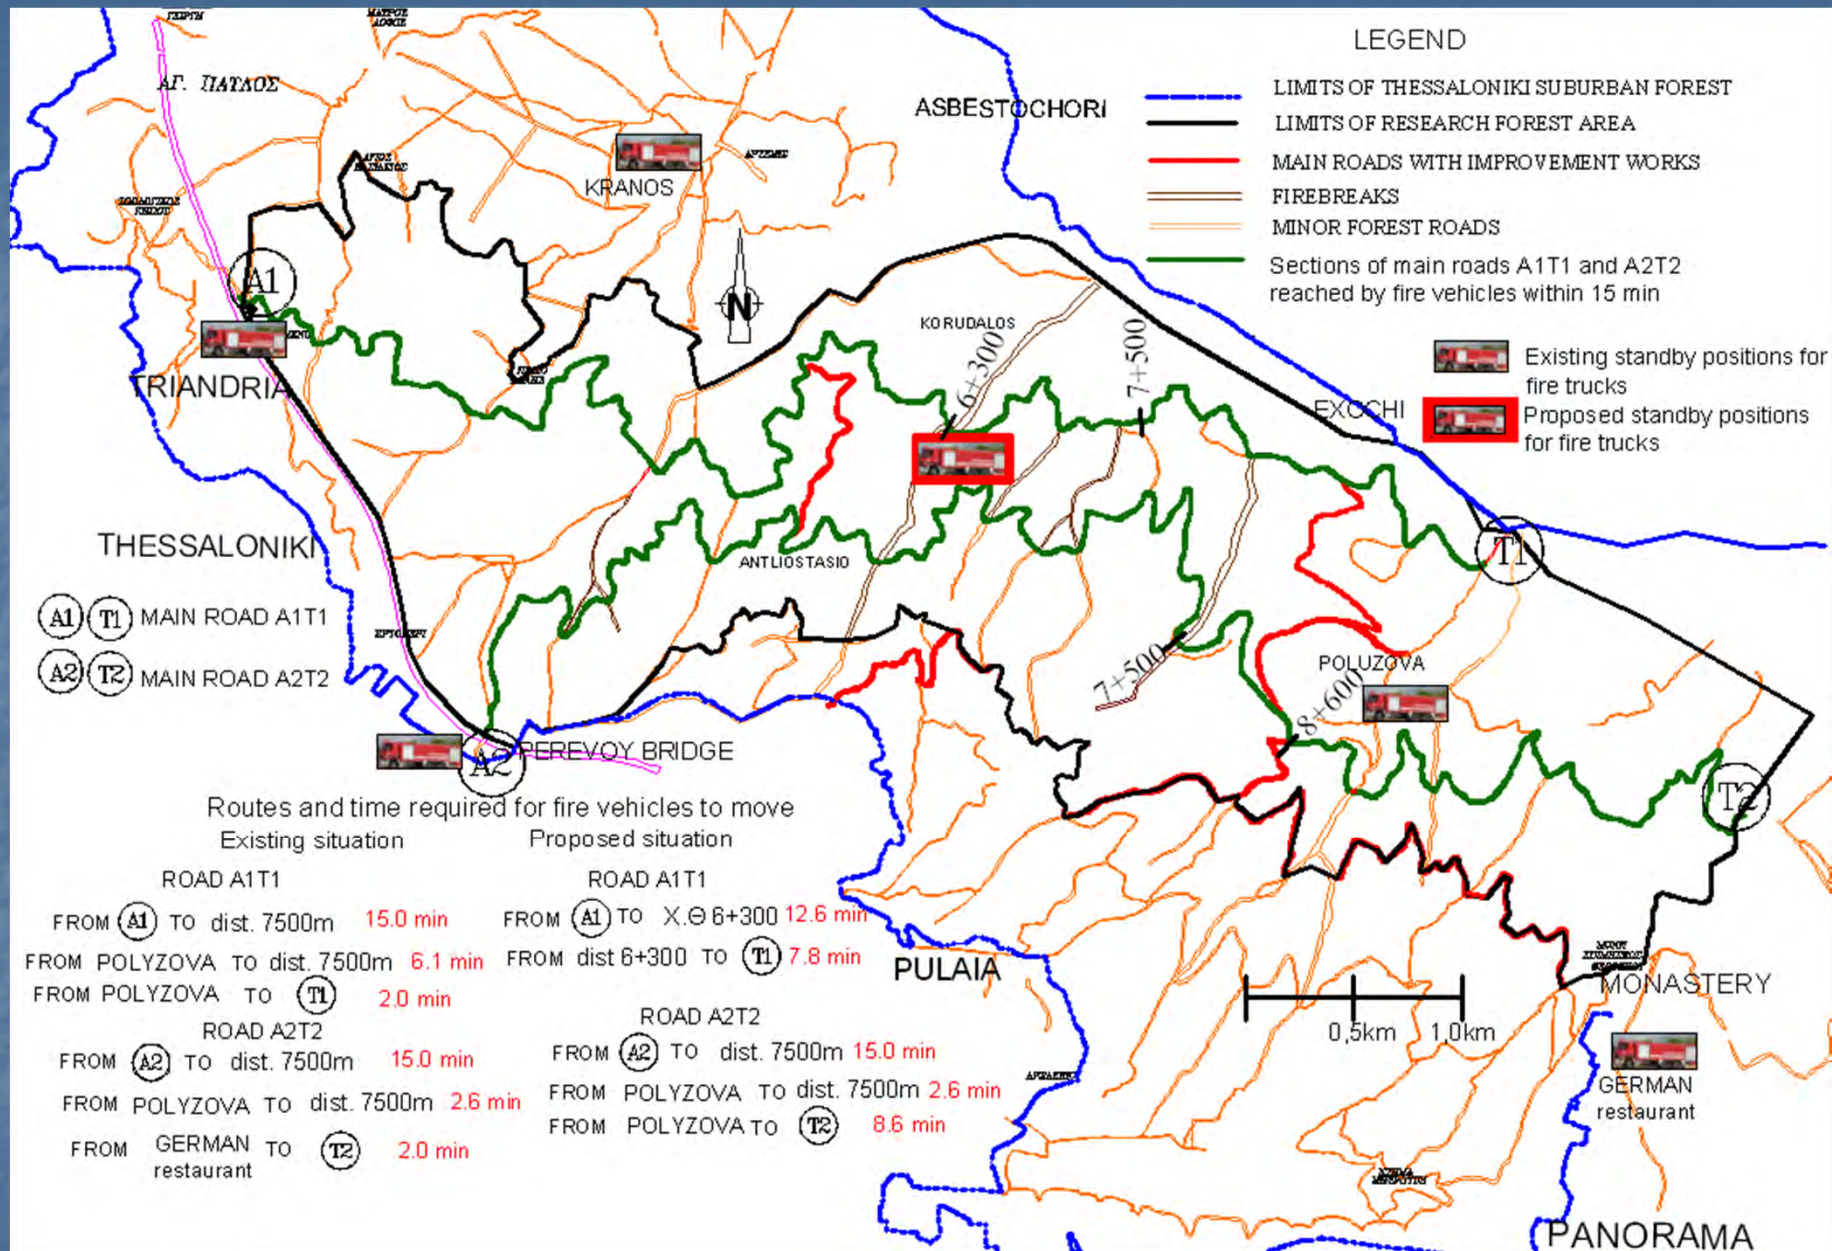 LEGEND
LIMITS OF THESSALONIKI SUBURBAN FOREST
LIMITS OF RESEARCH FOREST AREA
MAIN ROADS WITH IMPROVEMENT WORKS
FIREBREAKS
MINOR FOREST ROADS
Sections of main roads A1T1 and A2T2
reached by fire vehicles within 15 min
Existing standby positions for
fire trucks
Proposed standby positions
for fire trucks
ΑΓ. ΠΑΥΛΟΣ
ASBESTOCHORI
KRANOS
A1
N
KORUDALOS
6+300
7+500
TRIANDRIA
EXOCHI
T1
THESSALONIKI
ANTLIOSTASIO
A1 T1 MAIN ROAD A1T1
A2 T2 MAIN ROAD A2T2
7+500
POLUZOVA
8+600
A2
PEREVOY BRIDGE
T2
Routes and time required for fire vehicles to move
Existing situation
ROAD A1T1
FROM A1 TO dist. 7500m 15.0 min
FROM POLYZOVA TO dist. 7500m 6.1 min
FROM POLYZOVA TO T1 2.0 min
ROAD A2T2
FROM A2 TO dist. 7500m 15.0 min
FROM POLYZOVA TO dist. 7500m 2.6 min
FROM GERMAN TO T2 2.0 min
restaurant
Proposed situation
ROAD A1T1
FROM A1 TO Χ.Θ 6+300 12.6 min
FROM dist 6+300 TO T1 7.8 min
ROAD A2T2
FROM A2 TO dist. 7500m 15.0 min
FROM POLYZOVA TO dist. 7500m 2.6 min
FROM POLYZOVA TO T2 8.6 min
PULAIA
MONASTERY
0,5km 1,0km
GERMAN
restaurant
PANORAMA